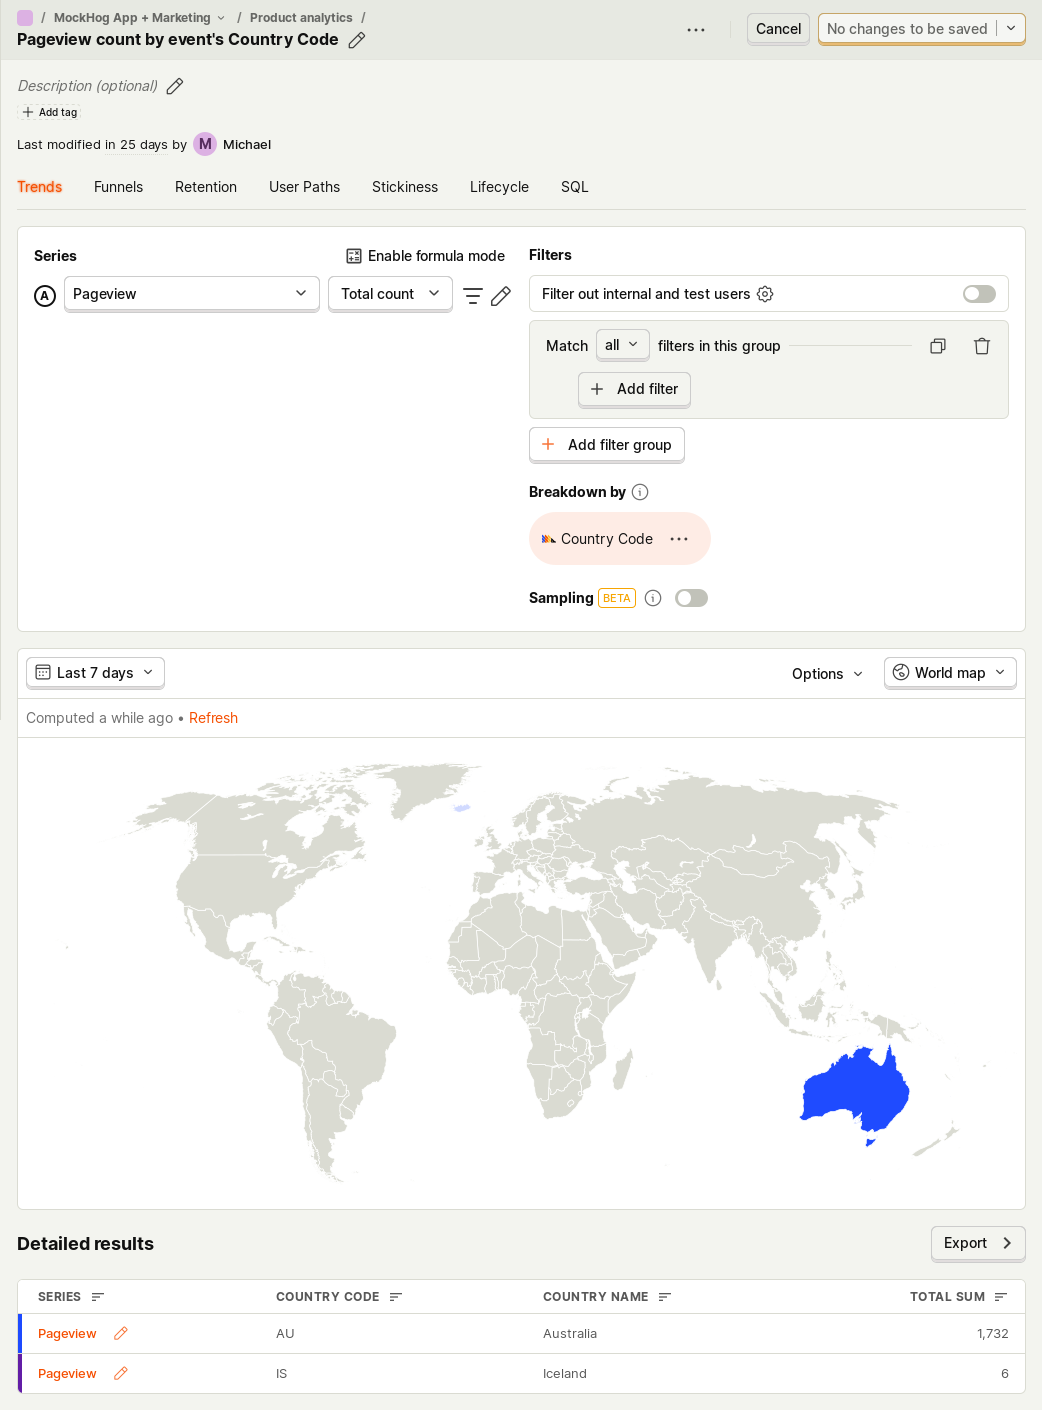 / MockHog App + Marketing / Product analytics /
Pageview count by event's Country Code
Cancel
No changes to be saved
Description (optional)
Add tag
Last modified in 25 days by M Michael
Trends Funnels Retention User Paths Stickiness Lifecycle SQL
Series
Enable formula mode
A Pageview Total count
Filters
Filter out internal and test users
Match all filters in this group
Add filter
Add filter group
Breakdown by
Country Code
Sampling BETA
Last 7 days
Options
World map
Computed a while ago • Refresh
Detailed results
Export
SERIES COUNTRY CODE COUNTRY NAME TOTAL SUM
Pageview AU Australia 1,732
Pageview IS Iceland 6